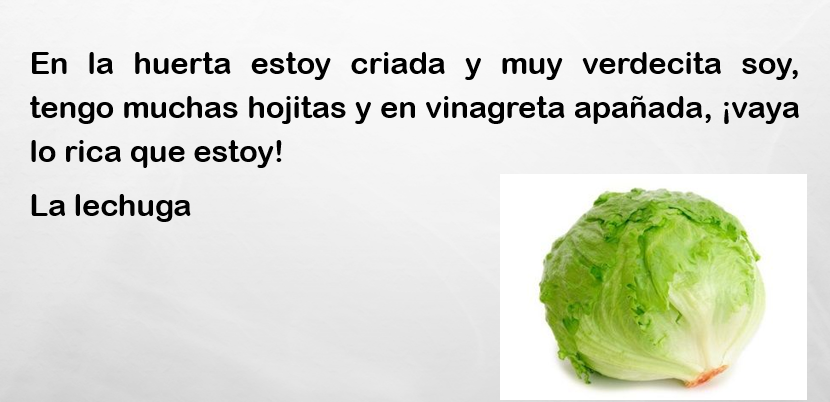 En la huerta estoy criada y muy verdecita soy,
tengo muchas hojitas y en vinagreta apañada, ¡vaya
lo rica que estoy!
La lechuga